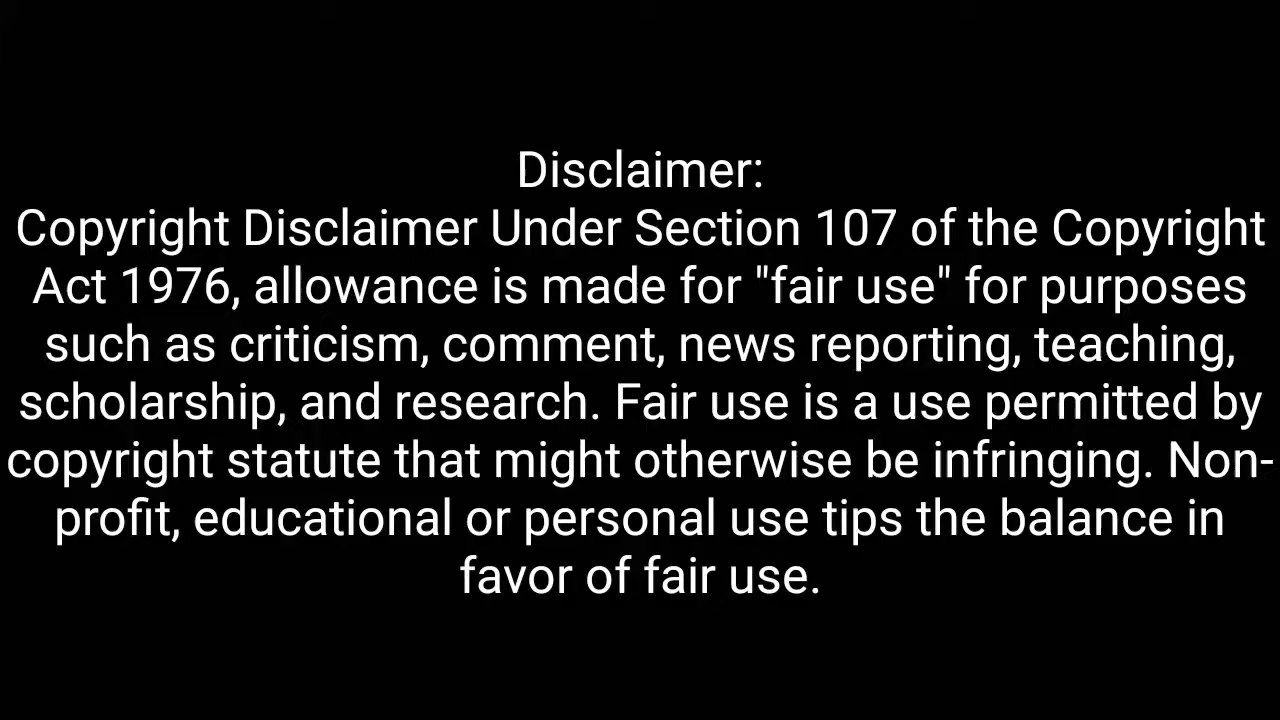 Disclaimer:
Copyright Disclaimer Under Section 107 of the Copyright
Act 1976, allowance is made for "fair use" for purposes
such as criticism, comment, news reporting, teaching,
scholarship, and research. Fair use is a use permitted by
copyright statute that might otherwise be infringing. Non-
profit, educational or personal use tips the balance in
favor of fair use.